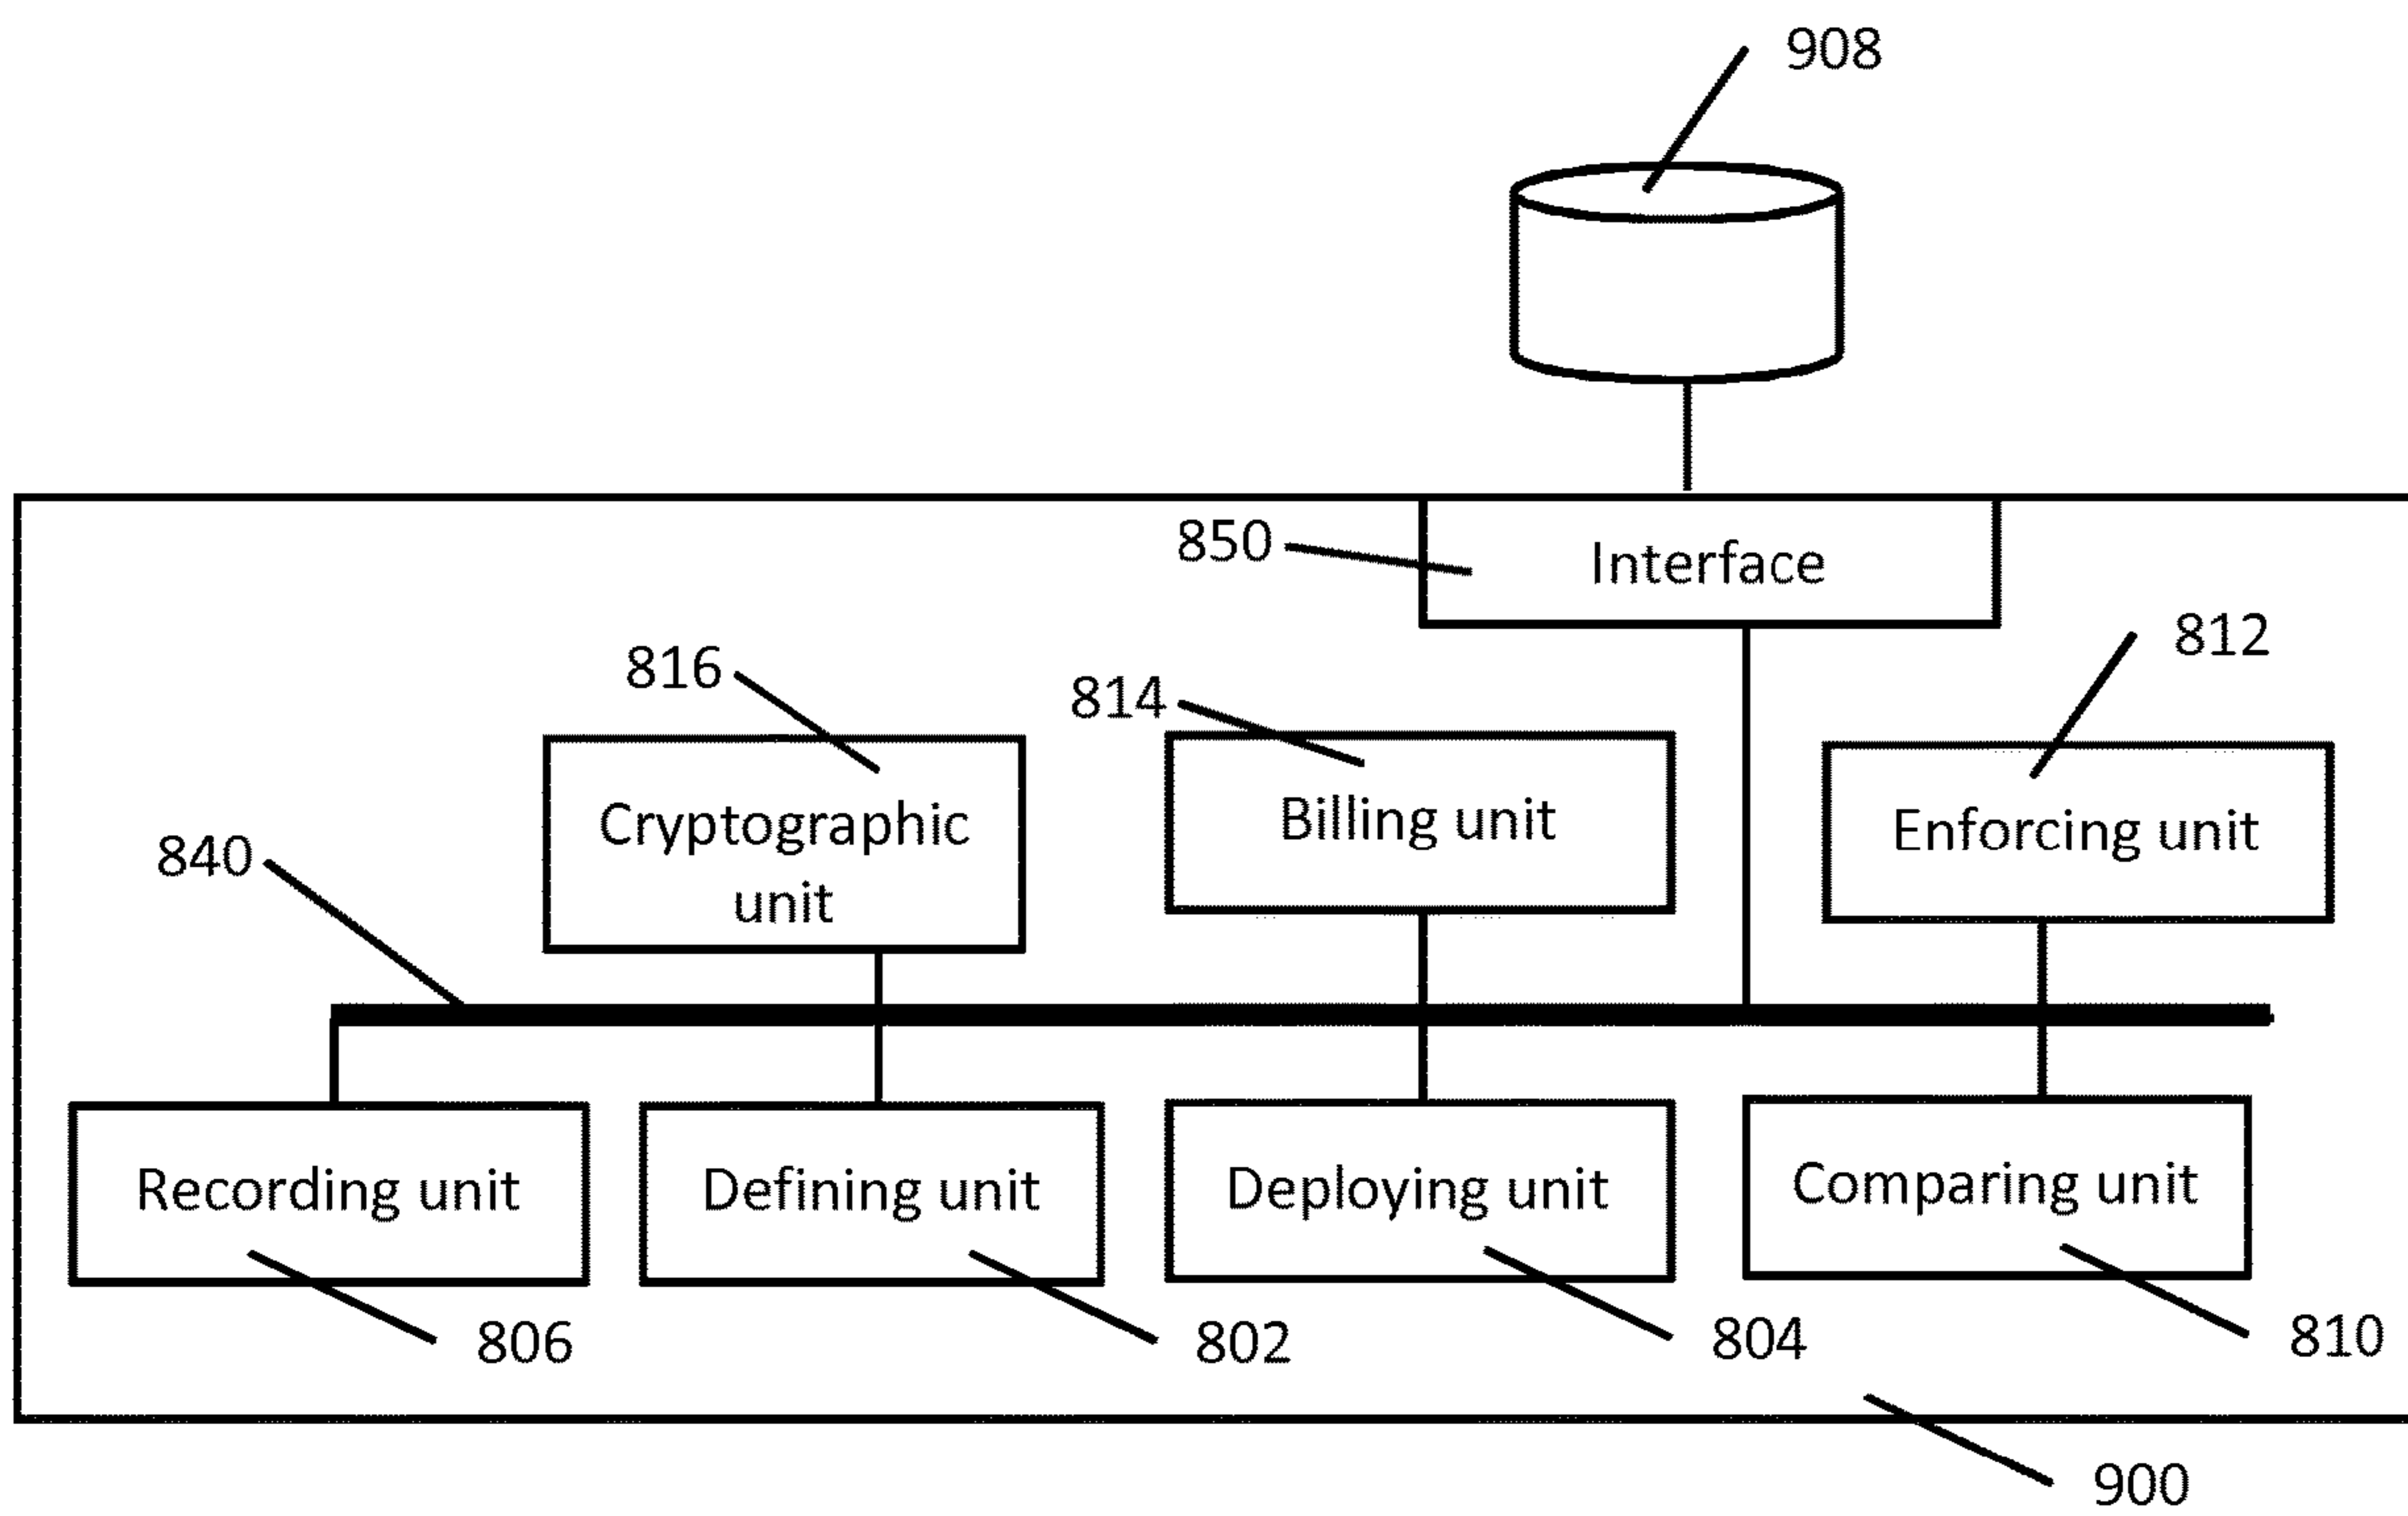 908
850
Interface
812
816
814
Cryptographic
unit
Billing unit
Enforcing unit
840
Recording unit
Defining unit
Deploying unit
Comparing unit
806
802
804
810
900